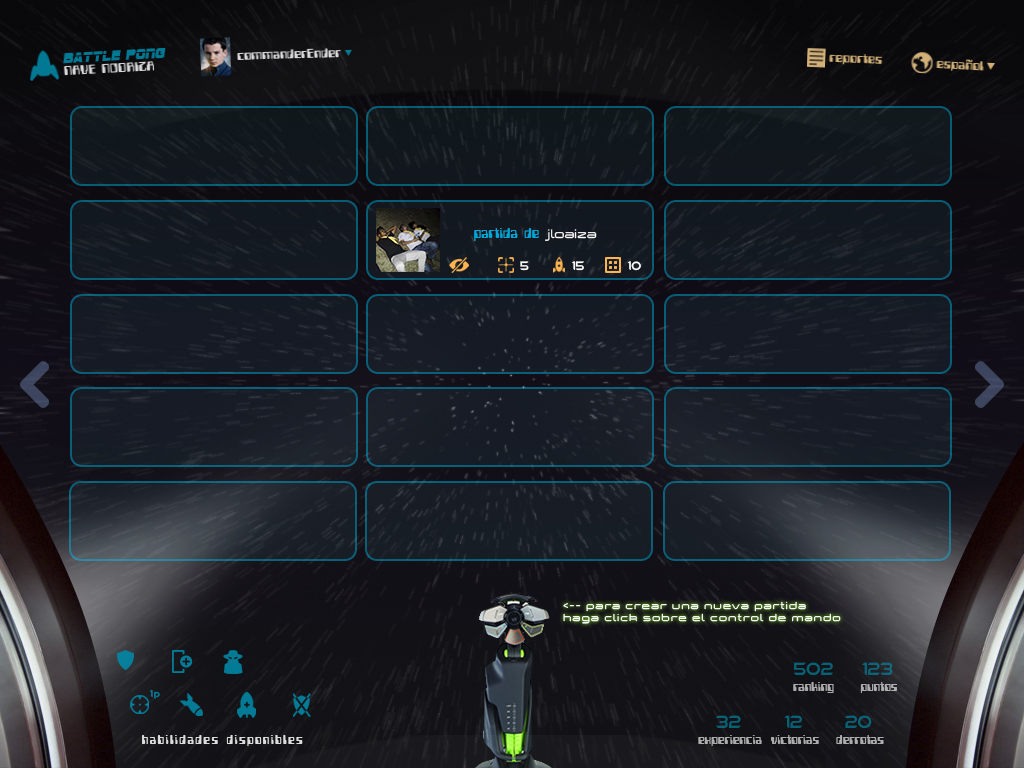 BATTLE PONG
NAVE NODRIZA
commanderEnder
reportes
español
partida de jloaiza
5
15
10
<-- para crear una nueva partida
haga click sobre el control de mando
1P
habilidades disponibles
502
ranking
123
puntos
32
experiencia
12
victorias
20
derrotas